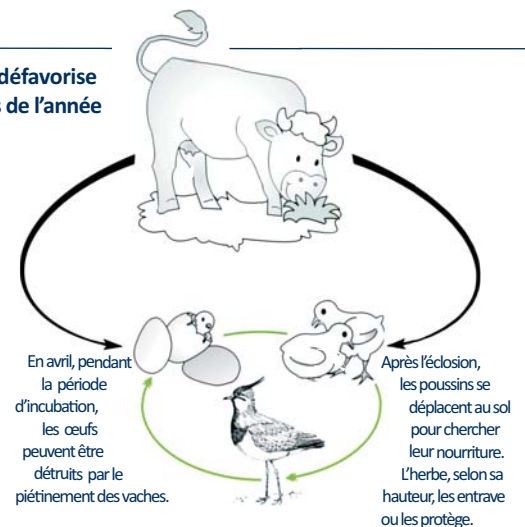 défavorise
s de l'année
En avril, pendant
la période
d'incubation,
les œufs
peuvent être
détruits par le
piétinement des vaches.
Après l'éclosion,
les poussins se
déplacent au sol
pour chercher
leur nourriture.
L'herbe, selon sa
hauteur, les entrave
ou les protège.